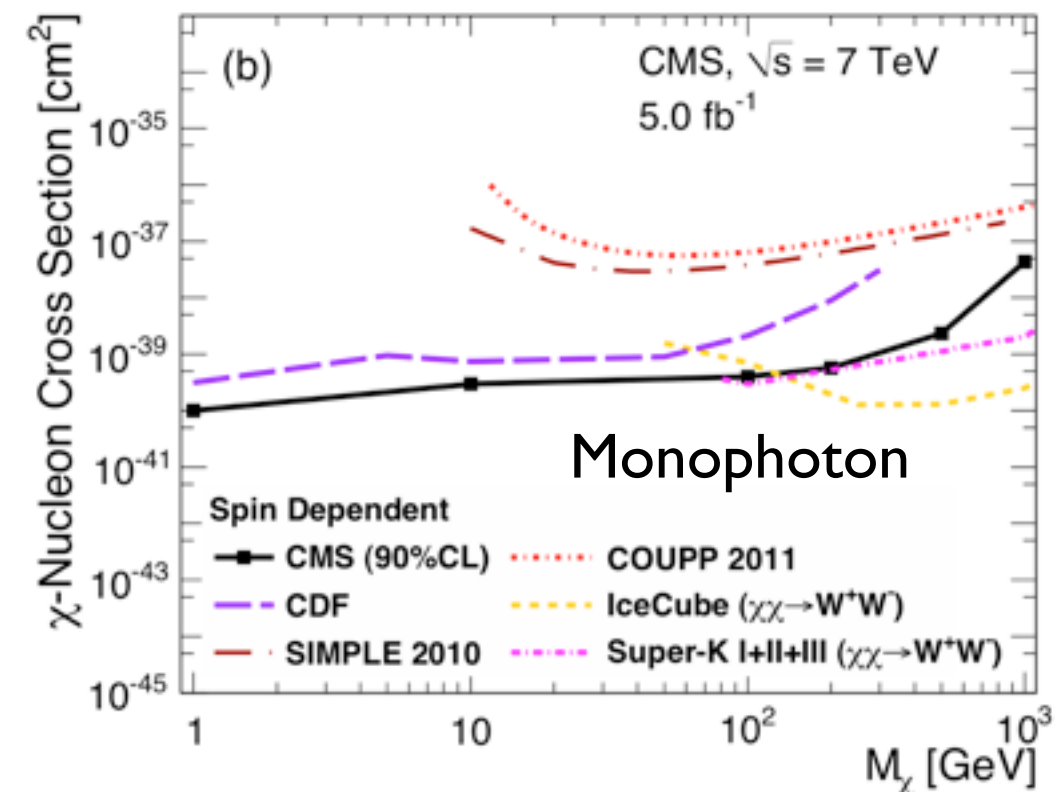 χ-Nucleon Cross Section [cm²]
(b)
CMS, √s = 7 TeV
5.0 fb⁻¹
10⁻³⁵
10⁻³⁷
10⁻³⁹
10⁻⁴¹
10⁻⁴³
10⁻⁴⁵
Monophoton
Spin Dependent
CMS (90%CL)
COUPP 2011
CDF
IceCube (χχ→W⁺W⁻)
SIMPLE 2010
Super-K I+II+III (χχ→W⁺W⁻)
1
10
10²
10³
Mᵪ [GeV]